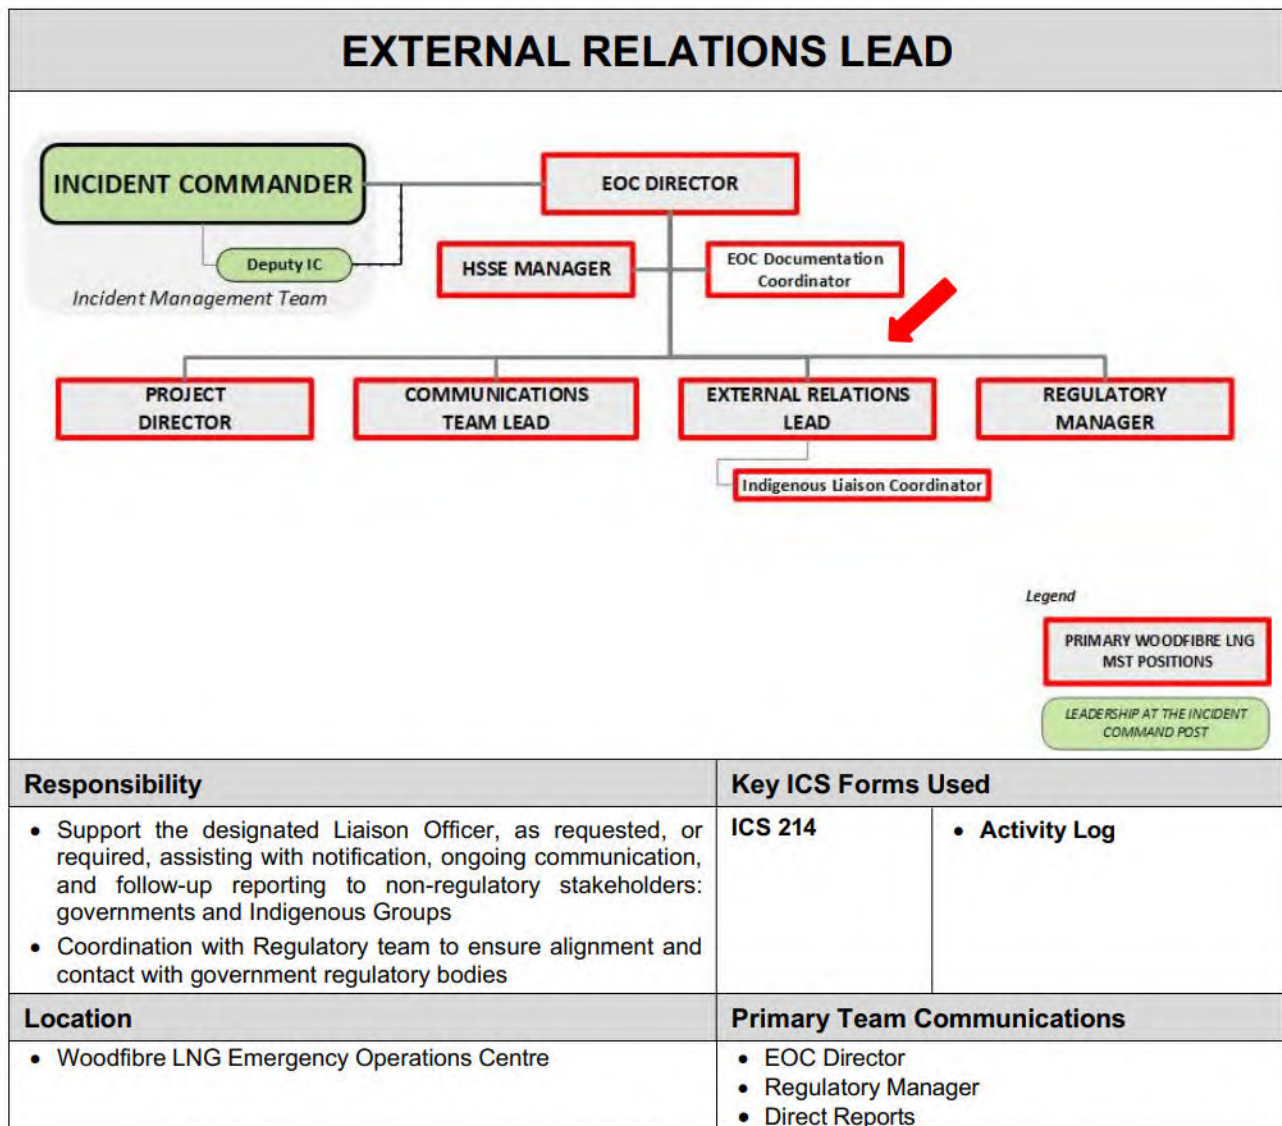 EXTERNAL RELATIONS LEAD
INCIDENT COMMANDER
EOC DIRECTOR
Deputy IC
Incident Management Team
HSSE MANAGER
EOC Documentation
Coordinator
PROJECT
DIRECTOR
COMMUNICATIONS
TEAM LEAD
EXTERNAL RELATIONS
LEAD
REGULATORY
MANAGER
Indigenous Liaison Coordinator
Legend
PRIMARY WOODFIBRE LNG
MST POSITIONS
LEADERSHIP AT THE INCIDENT
COMMAND POST
Responsibility
• Support the designated Liaison Officer, as requested, or
required, assisting with notification, ongoing communication,
and follow-up reporting to non-regulatory stakeholders:
governments and Indigenous Groups
• Coordination with Regulatory team to ensure alignment and
contact with government regulatory bodies
Key ICS Forms Used
ICS 214
• Activity Log
Location
• Woodfibre LNG Emergency Operations Centre
Primary Team Communications
• EOC Director
• Regulatory Manager
• Direct Reports